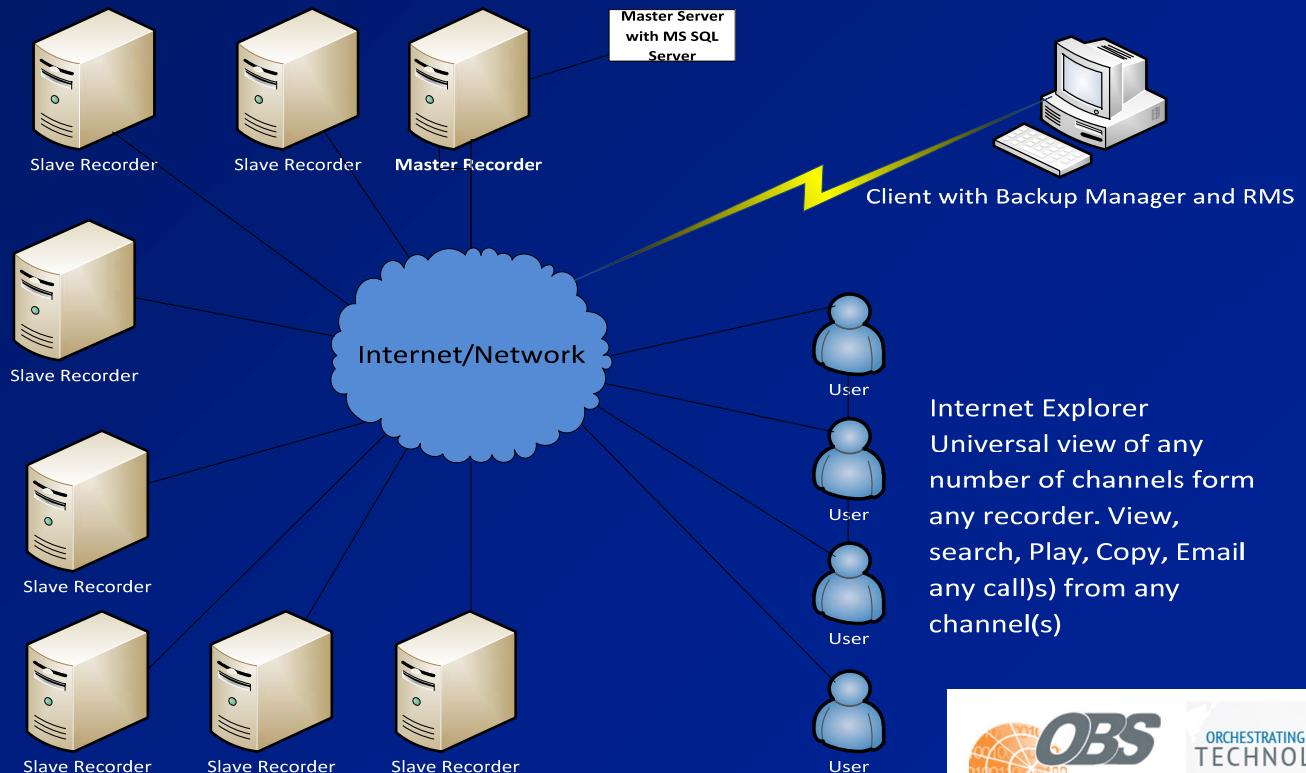 Master Server
with MS SQL
Server
Slave Recorder
Slave Recorder
Master Recorder
Client with Backup Manager and RMS
Internet/Network
Slave Recorder
User
Internet Explorer
Universal view of any
number of channels form
any recorder. View,
search, Play, Copy, Email
any call)s) from any
channel(s)
User
Slave Recorder
User
Slave Recorder
Slave Recorder
Slave Recorder
User
OBS
ORCHESTRATING